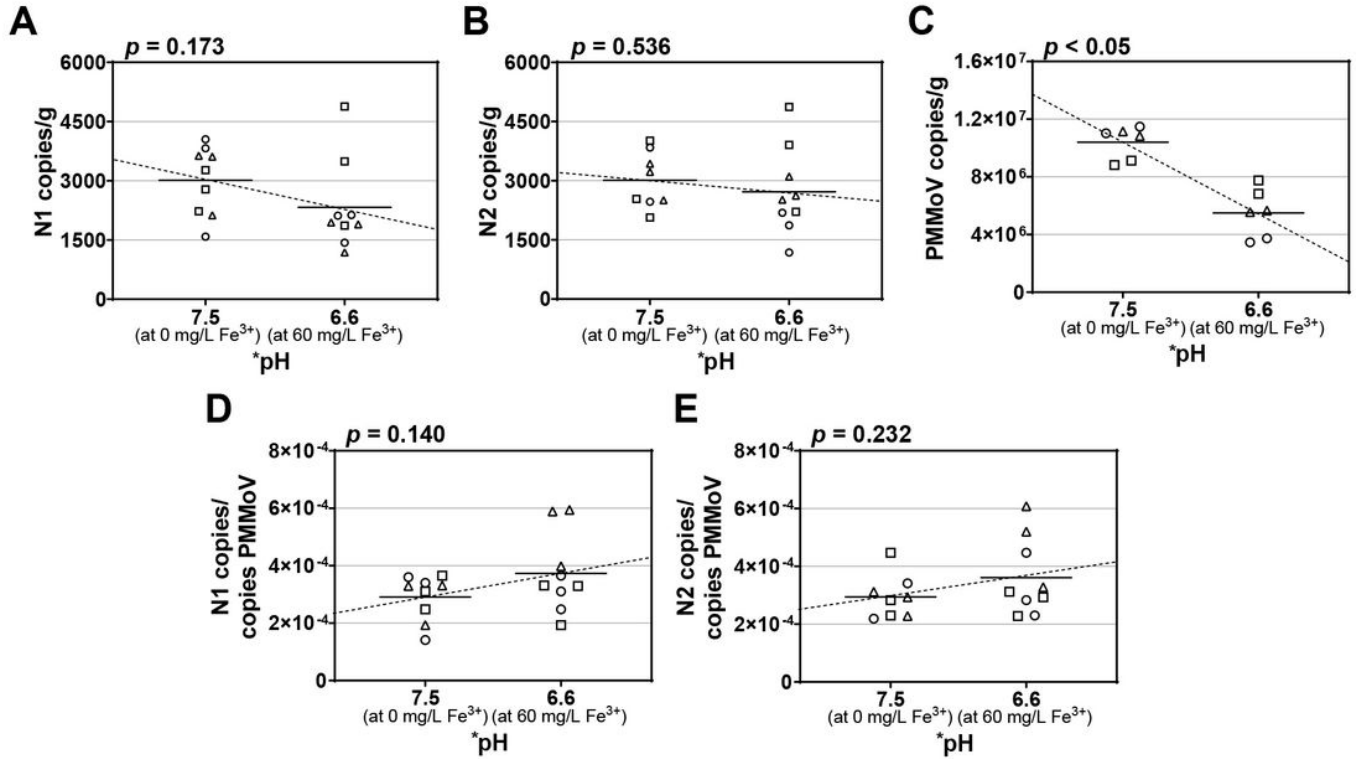 A
p = 0.173
N1 copies/g
6000
4500
3000
1500
0
7.5
6.6
(at 0 mg/L Fe³⁺) (at 60 mg/L Fe³⁺)
*pH
B
p = 0.536
N2 copies/g
6000
4500
3000
1500
0
7.5
6.6
(at 0 mg/L Fe³⁺) (at 60 mg/L Fe³⁺)
*pH
C
p < 0.05
PMMoV copies/g
1.6×10⁷
1.2×10⁷
8×10⁶
4×10⁶
0
7.5
6.6
(at 0 mg/L Fe³⁺) (at 60 mg/L Fe³⁺)
*pH
D
p = 0.140
N1 copies/
copies PMMoV
8×10⁻⁴
6×10⁻⁴
4×10⁻⁴
2×10⁻⁴
0
7.5
6.6
(at 0 mg/L Fe³⁺) (at 60 mg/L Fe³⁺)
*pH
E
p = 0.232
N2 copies/
copies PMMoV
8×10⁻⁴
6×10⁻⁴
4×10⁻⁴
2×10⁻⁴
0
7.5
6.6
(at 0 mg/L Fe³⁺) (at 60 mg/L Fe³⁺)
*pH